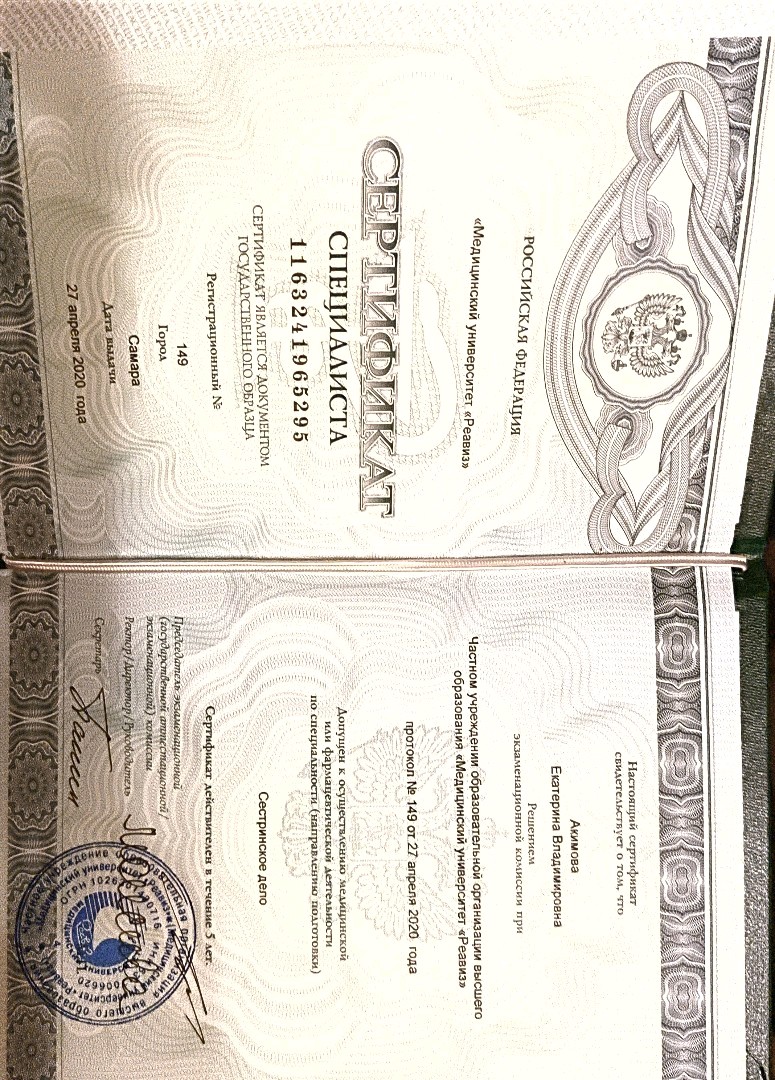 РОССИЙСКАЯ ФЕДЕРАЦИЯ
«Медицинский университет «Реавиз»
СЕРТИФИКАТ
СПЕЦИАЛИСТА
1163241965295
СЕРТИФИКАТ ЯВЛЯЕТСЯ ДОКУМЕНТОМ
ГОСУДАРСТВЕННОГО ОБРАЗЦА
Регистрационный №
149
Город
Самара
Дата выдачи
27 апреля 2020 года
Настоящий сертификат
свидетельствует о том, что
Акимова
Екатерина Владимировна
Решением
экзаменационной комиссии при
Частном учреждении образовательной организации высшего
образования «Медицинский университет «Реавиз»
протокол № 149 от 27 апреля 2020 года
Допущен к осуществлению медицинской
или фармацевтической деятельности
по специальности (направлению подготовки)
Сестринское дело
Сертификат действителен в течение 5 лет
Председатель экзаменационной
(государственной аттестационной/
экзаменационной) комиссии
Ректор/Директор/Руководитель
Секретарь